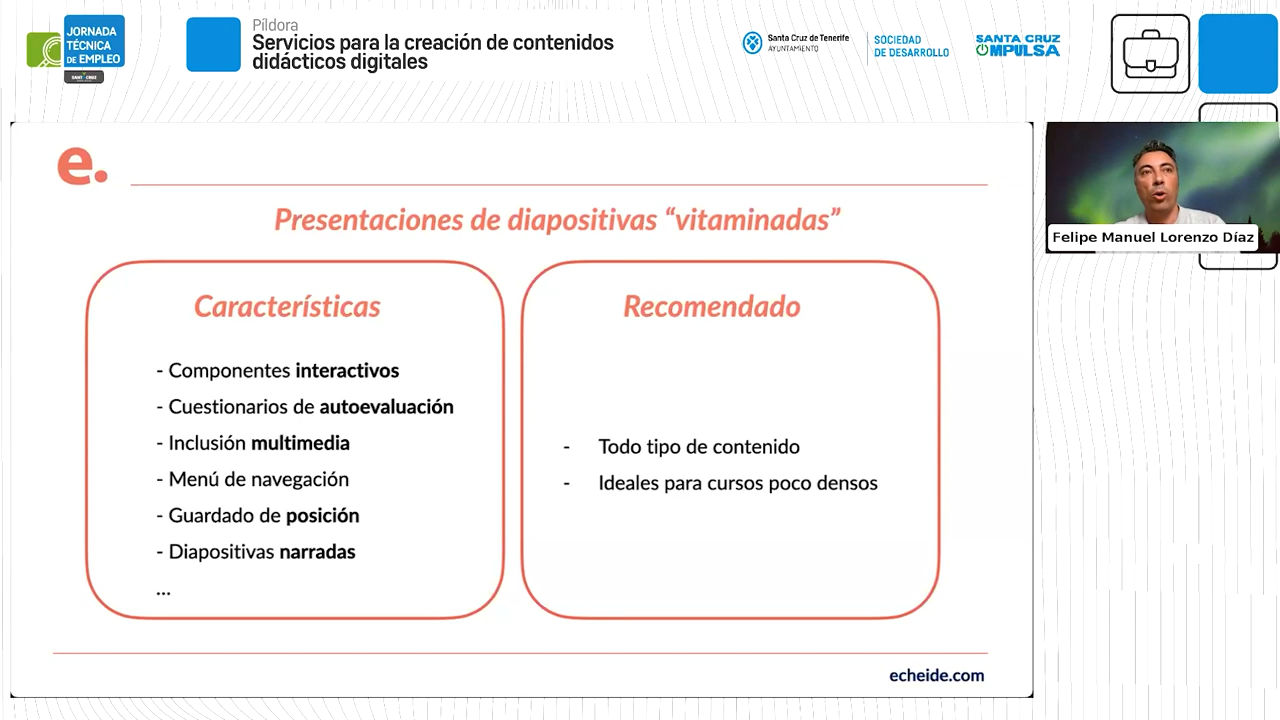 JORNADA
TÉCNICA
DE EMPLEO
Píldora
Servicios para la creación de contenidos
didácticos digitales
Santa Cruz de Tenerife
AYUNTAMIENTO
SOCIEDAD
DE DESARROLLO
SANTA CRUZ
IMPULSA
e.
Presentaciones de diapositivas “vitaminadas”
Características
- Componentes interactivos
- Cuestionarios de autoevaluación
- Inclusión multimedia
- Menú de navegación
- Guardado de posición
- Diapositivas narradas
...
Recomendado
- Todo tipo de contenido
- Ideales para cursos poco densos
echeide.com
Felipe Manuel Lorenzo Díaz